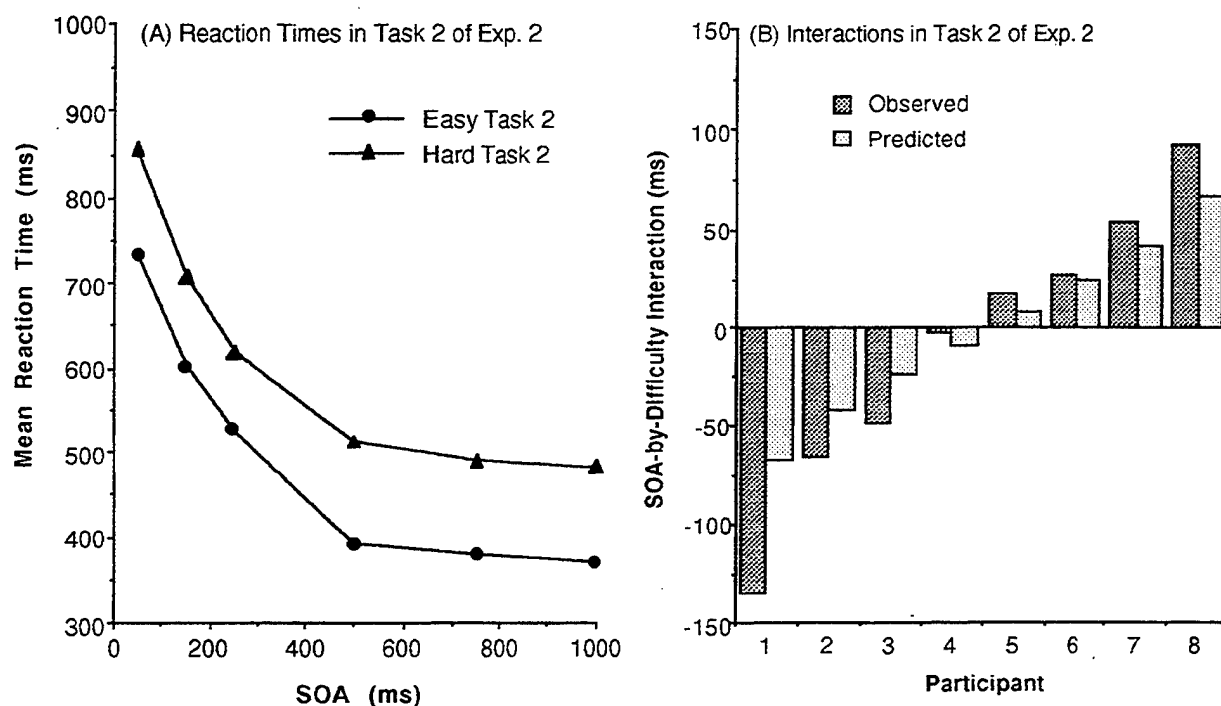 (A) Reaction Times in Task 2 of Exp. 2
Mean Reaction Time (ms)
1000
900
800
700
600
500
400
300
Easy Task 2
Hard Task 2
0
200
400
600
800
1000
SOA (ms)
(B) Interactions in Task 2 of Exp. 2
SOA-by-Difficulty Interaction (ms)
150
100
50
0
-50
-100
-150
Observed
Predicted
1
2
3
4
5
6
7
8
Participant